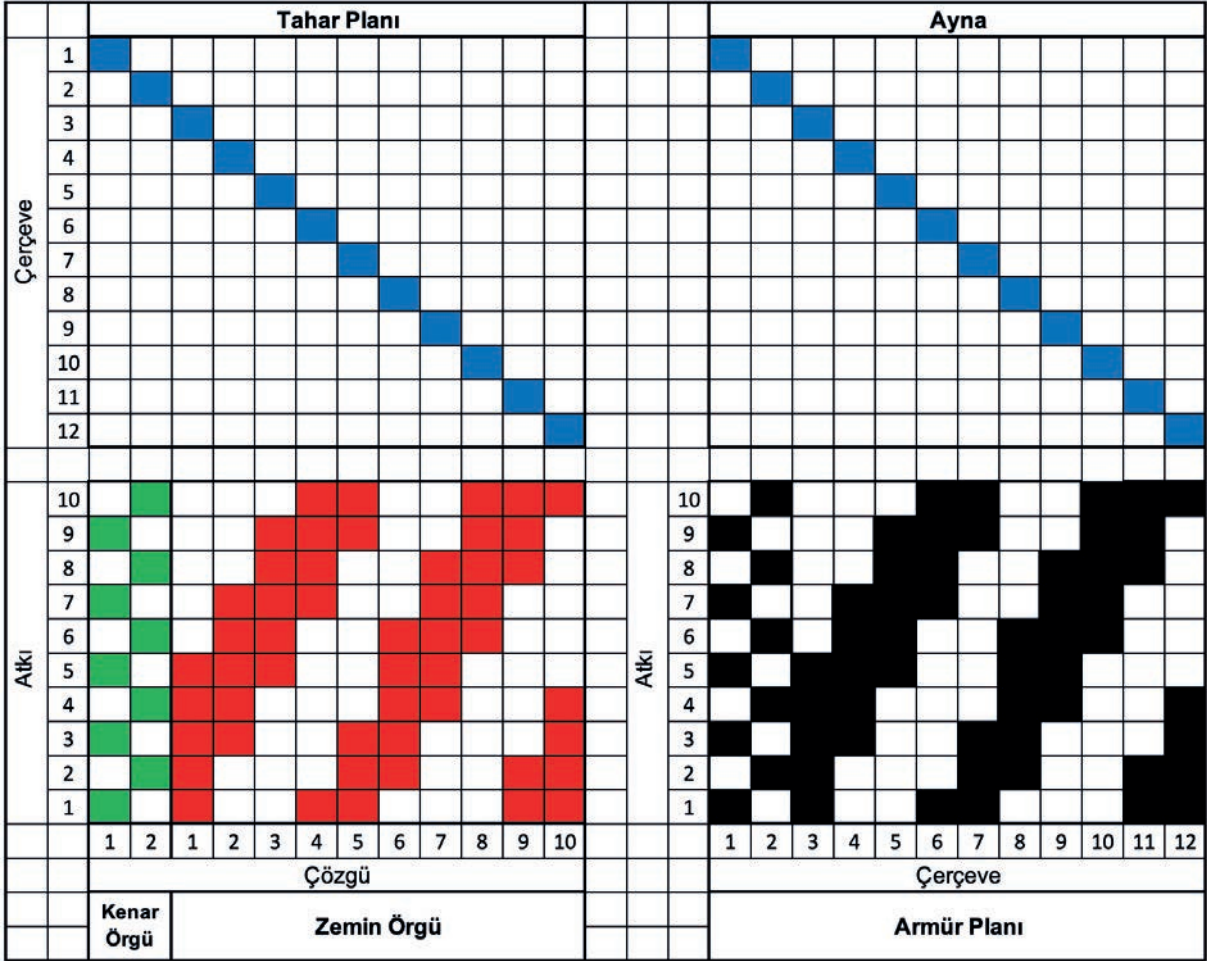 Tahar Planı Ayna
Çerçeve
1
2
3
4
5
6
7
8
9
10
11
12
Atkı Atkı
10 10
9 9
8 8
7 7
6 6
5 5
4 4
3 3
2 2
1 1
1 2 1 2 3 4 5 6 7 8 9 10 1 2 3 4 5 6 7 8 9 10 11 12
Çözgü Çerçeve
Kenar
Örgü
Zemin Örgü Armür Planı